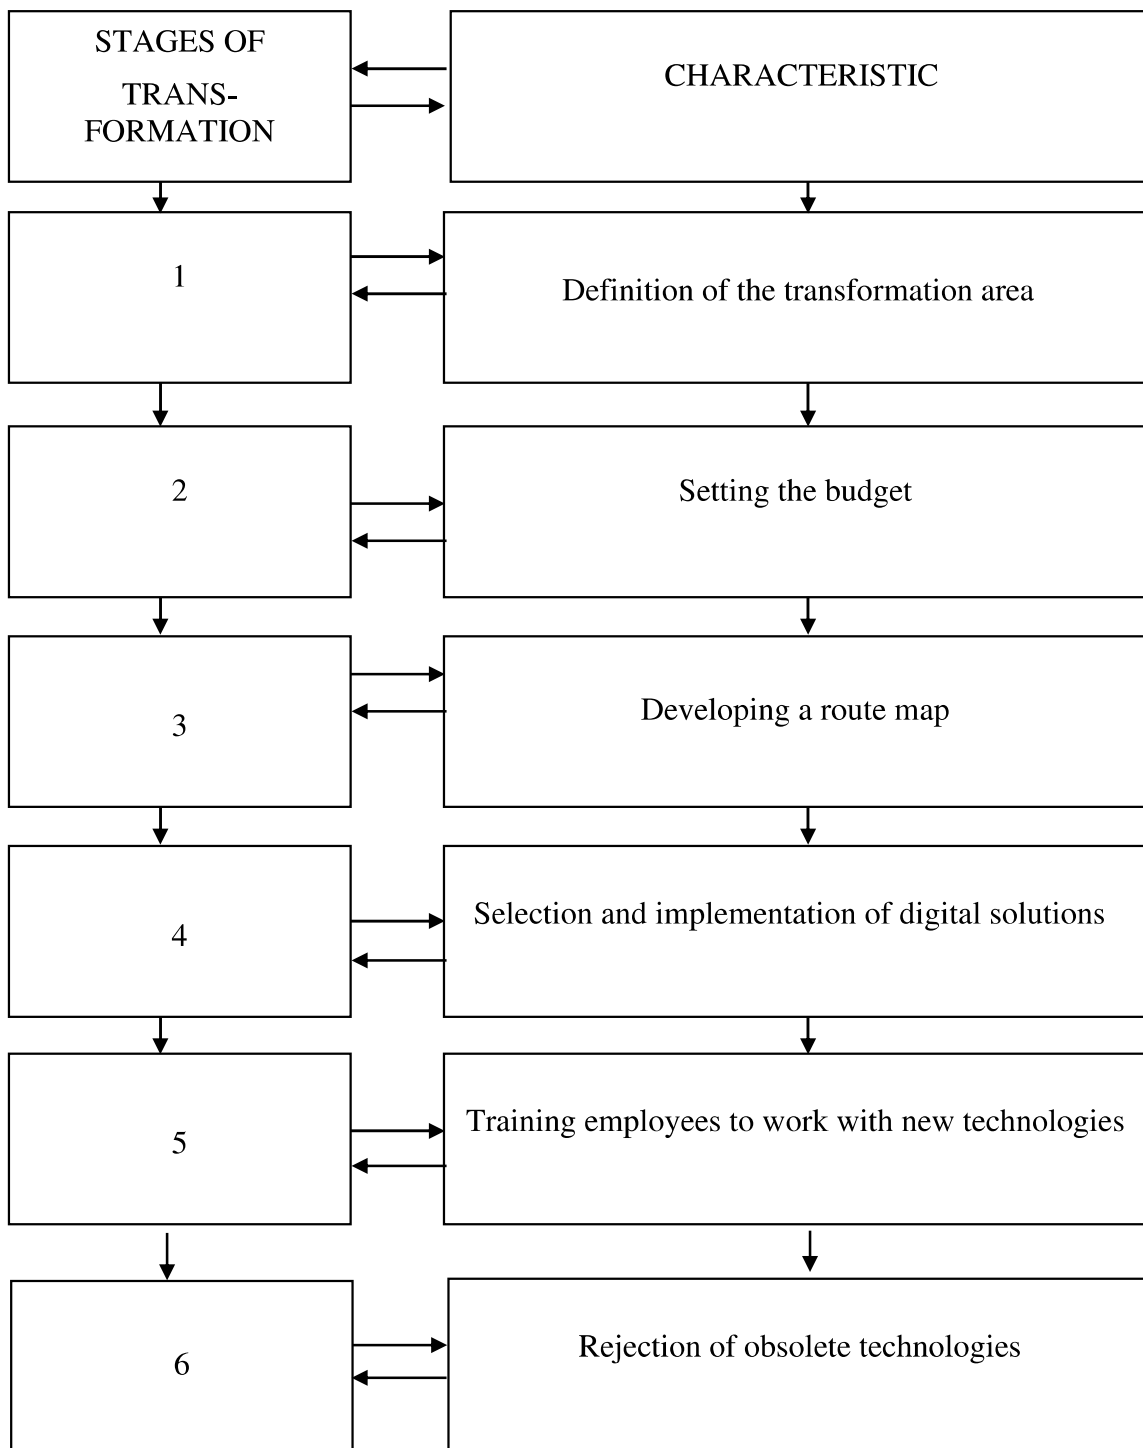 STAGES OF
TRANS-
FORMATION
CHARACTERISTIC
1
Definition of the transformation area
2
Setting the budget
3
Developing a route map
4
Selection and implementation of digital solutions
5
Training employees to work with new technologies
6
Rejection of obsolete technologies